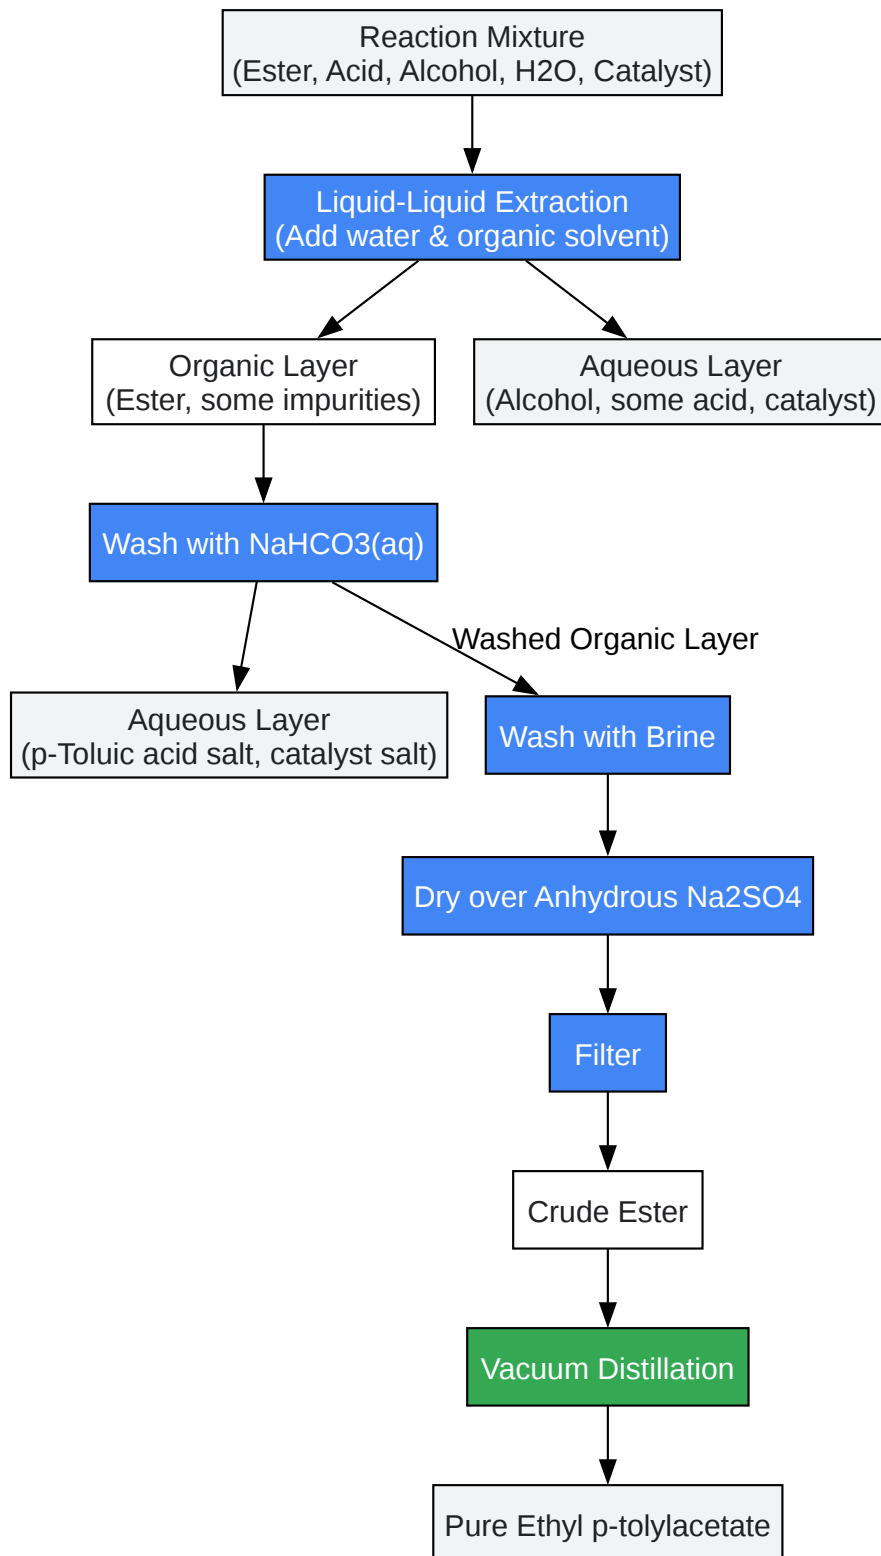 Reaction Mixture
(Ester, Acid, Alcohol, H2O, Catalyst)
Liquid-Liquid Extraction
(Add water & organic solvent)
Organic Layer
(Ester, some impurities)
Aqueous Layer
(Alcohol, some acid, catalyst)
Wash with NaHCO3(aq)
Washed Organic Layer
Aqueous Layer
(p-Toluic acid salt, catalyst salt)
Wash with Brine
Dry over Anhydrous Na2SO4
Filter
Crude Ester
Vacuum Distillation
Pure Ethyl p-tolylacetate